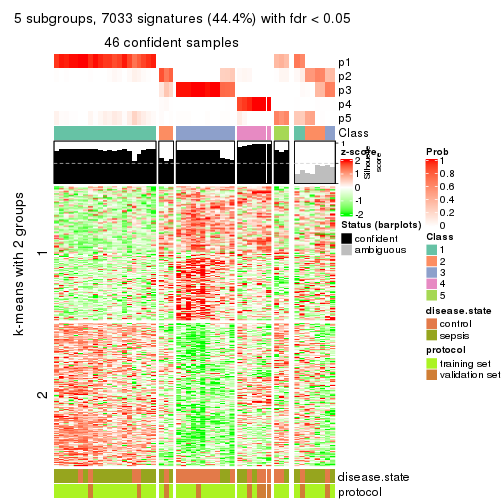 5 subgroups, 7033 signatures (44.4%) with fdr < 0.05
46 confident samples
p1
p2
p3
p4
p5
Class
1
Silhouette
score
z-score
2
1
0
-1
-2
Prob
1
0.8
0.6
0.4
0.2
0
Status (barplots)
confident
ambiguous
Class
1
2
3
4
5
disease.state
control
sepsis
protocol
training set
validation set
k-means with 2 groups
1
2
disease.state
protocol